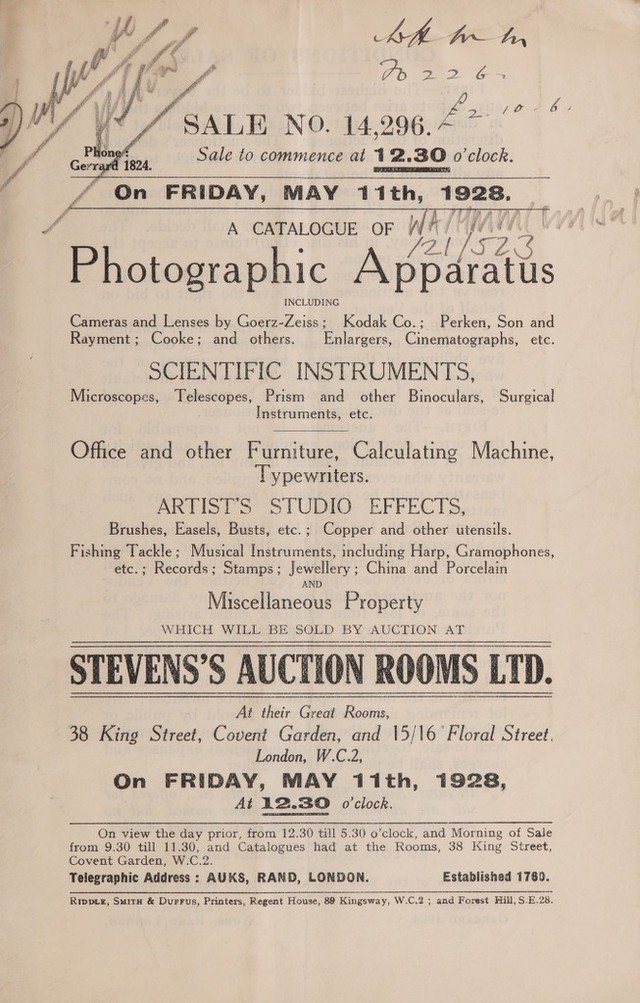 Duplicate
£2-10-6.
SALE NO. 14,296.
Phone:
Gerrard 1824.
Sale to commence at 12.30 o'clock.
On FRIDAY, MAY 11th, 1928.
A CATALOGUE OF
Photographic Apparatus
INCLUDING
Cameras and Lenses by Goerz-Zeiss; Kodak Co.; Perken, Son and
Rayment; Cooke; and others. Enlargers, Cinematographs, etc.
SCIENTIFIC INSTRUMENTS,
Microscopes, Telescopes, Prism and other Binoculars, Surgical
Instruments, etc.
Office and other Furniture, Calculating Machine,
Typewriters.
ARTIST'S STUDIO EFFECTS,
Brushes, Easels, Busts, etc.; Copper and other utensils.
Fishing Tackle; Musical Instruments, including Harp, Gramophones,
etc.; Records; Stamps; Jewellery; China and Porcelain
AND
Miscellaneous Property
WHICH WILL BE SOLD BY AUCTION AT
STEVENS'S AUCTION ROOMS LTD.
At their Great Rooms,
38 King Street, Covent Garden, and 15/16 Floral Street,
London, W.C.2,
On FRIDAY, MAY 11th, 1928,
At 12.30 o'clock.
On view the day prior, from 12.30 till 5.30 o'clock, and Morning of Sale
from 9.30 till 11.30, and Catalogues had at the Rooms, 38 King Street,
Covent Garden, W.C.2.
Telegraphic Address: AUKS, RAND, LONDON. Established 1760.
RIDDLE, SMITH & DUFFUS, Printers, Regent House, 89 Kingsway, W.C.2; and Forest Hill, S.E.23.